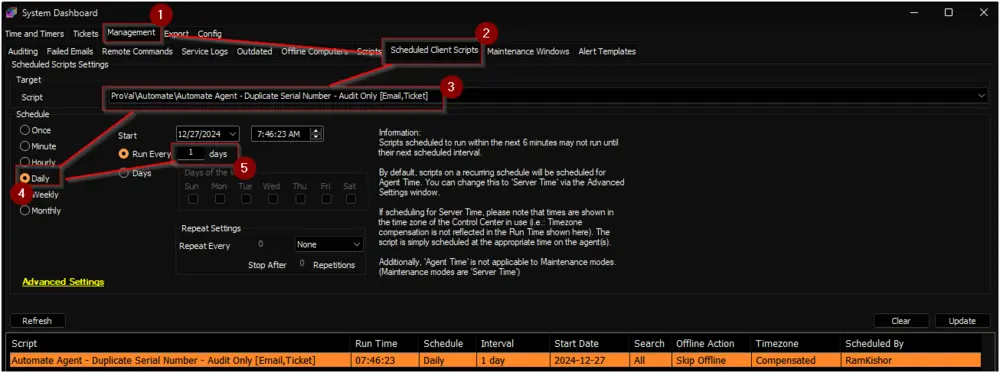 System Dashboard
1
Time and Timers Tickets Management Export Config
2
Auditing Failed Emails Remote Commands Service Logs Outdated Offline Computers Scripts Scheduled Client Scripts Maintenance Windows Alert Templates
Scheduled Scripts Settings
Target
3
Script ProVal\Automate\Automate Agent - Duplicate Serial Number - Audit Only [Email,Ticket]
Schedule
Once
Minute
Hourly
Daily
4
Weekly
Monthly
Start 12/27/2024 7:46:23 AM
Run Every 1 days
5
Days
Days of the W
Sun Mon Tue Wed Thu Fri Sat
Repeat Settings
Repeat Every 0 None
Stop After 0 Repetitions
Information:
Scripts scheduled to run within the next 6 minutes may not run until
their next scheduled interval.
By default, scripts on a recurring schedule will be scheduled for
Agent Time. You can change this to 'Server Time' via the Advanced
Settings window.
If scheduling for Server Time, please note that times are shown in
the time zone of the Control Center in use (i.e.: Timezone
compensation is not reflected in the Run Time shown here). The
script is simply scheduled at the appropriate time on the agent(s).
Additionally, 'Agent Time' is not applicable to Maintenance modes.
(Maintenance modes are 'Server Time')
Advanced Settings
Refresh Clear Update
Script Run Time Schedule Interval Start Date Search Offline Action Timezone Scheduled By
Automate Agent - Duplicate Serial Number - Audit Only [Email,Ticket] 07:46:23 Daily 1 day 2024-12-27 All Skip Offline Compensated RamKishor